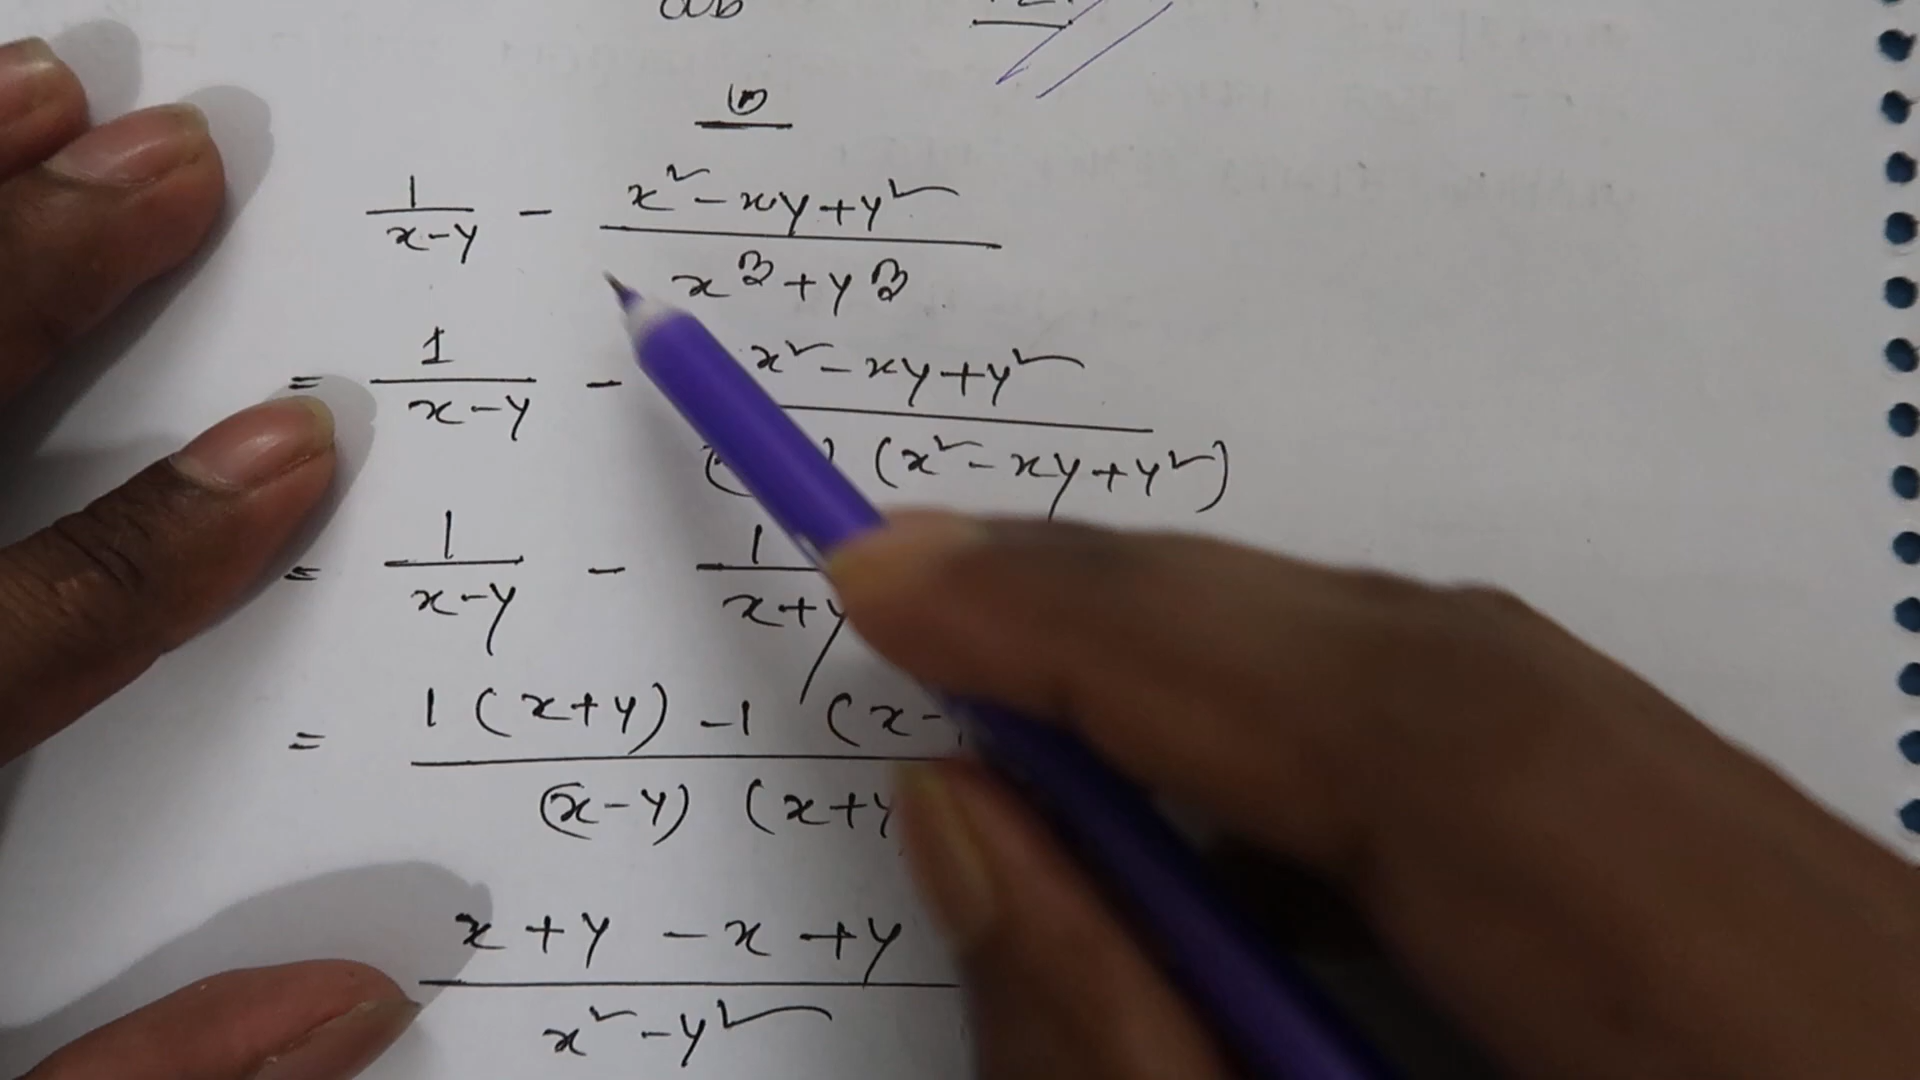 1/(x-y) - (x²-xy+y²)/(x³+y³)
= 1/(x-y) - (x²-xy+y²)/( ) (x²-xy+y²)
= 1/(x-y) - 1/(x+y)
= 1(x+y) -1 (x- / (x-y) (x+y
x+y -x +y / x²-y²